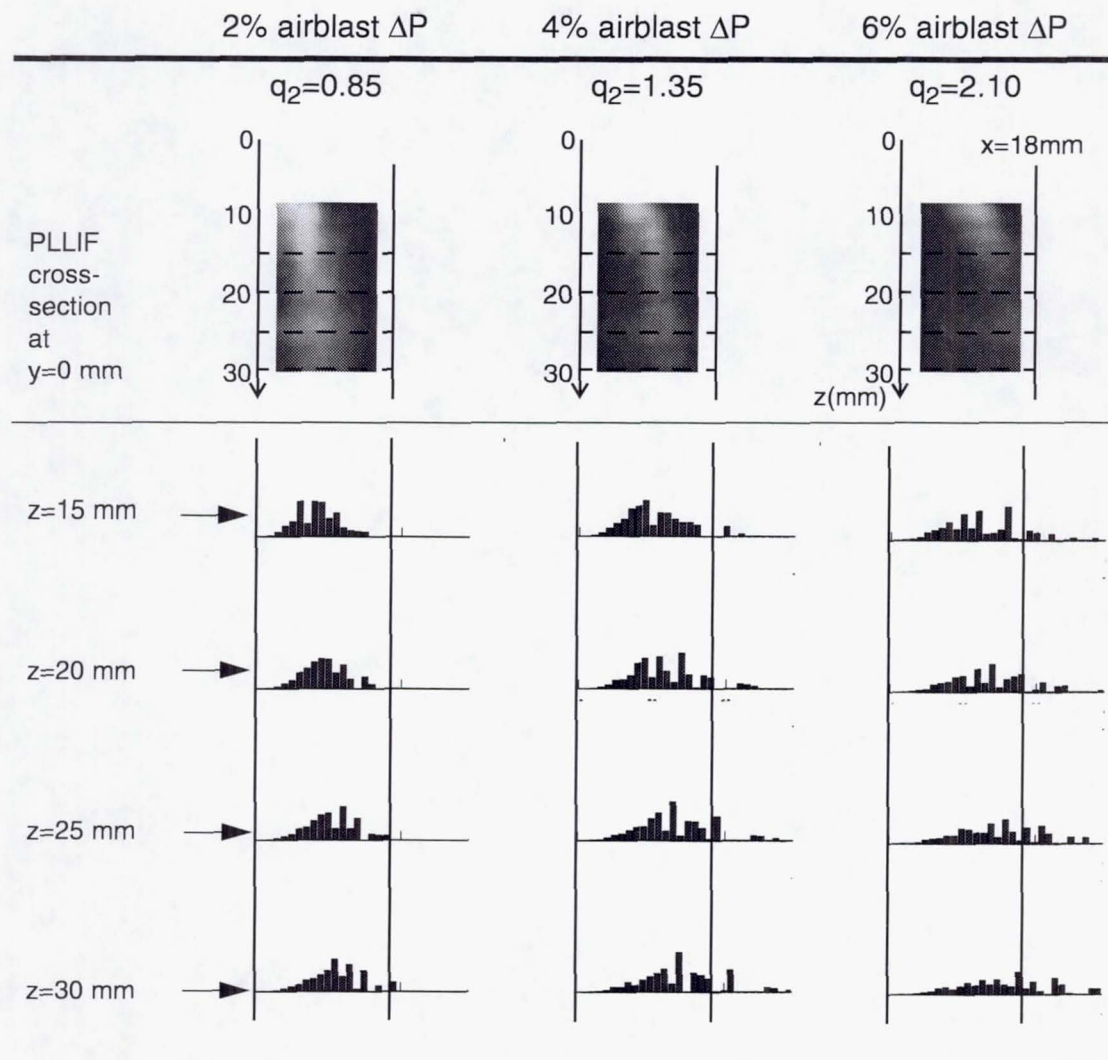 2% airblast ΔP 4% airblast ΔP 6% airblast ΔP
q₂=0.85 q₂=1.35 q₂=2.10
0 0 0 x=18mm
10 10 10
PLLIF
cross-
section
at
y=0 mm
20 20 20
30 30 30
z(mm)
z=15 mm
z=20 mm
z=25 mm
z=30 mm